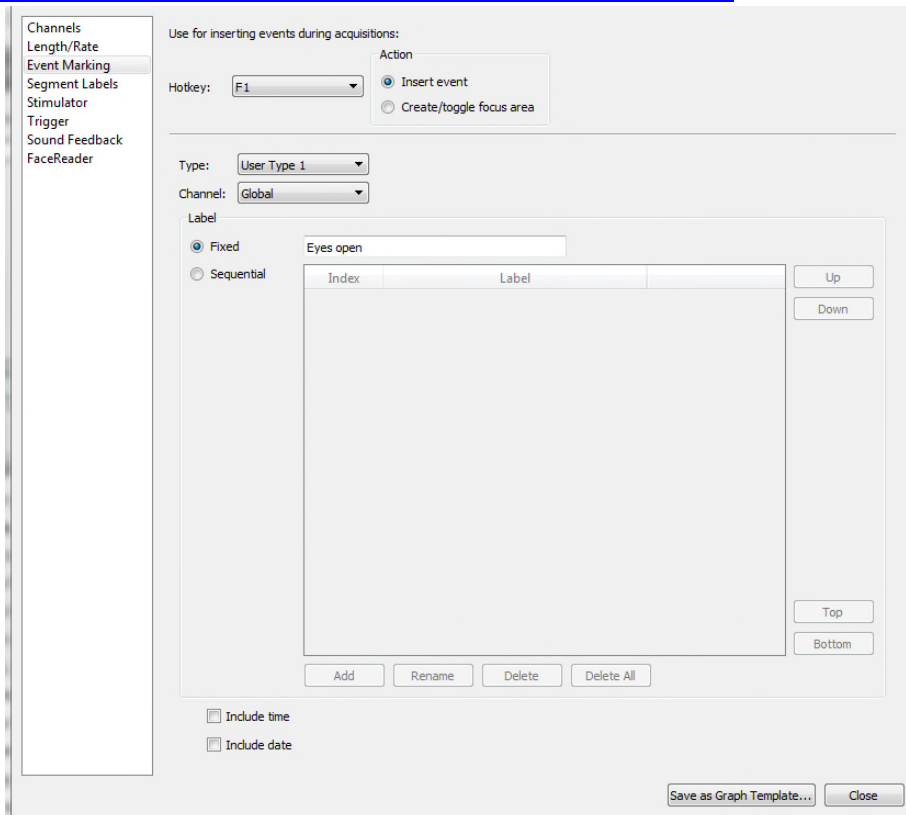 Channels
Length/Rate
Event Marking
Segment Labels
Stimulator
Trigger
Sound Feedback
FaceReader
Use for inserting events during acquisitions:
Hotkey: F1
Action
Insert event
Create/toggle focus area
Type: User Type 1
Channel: Global
Label
Fixed Eyes open
Sequential
Index Label
Up
Down
Top
Bottom
Add Rename Delete Delete All
Include time
Include date
Save as Graph Template... Close